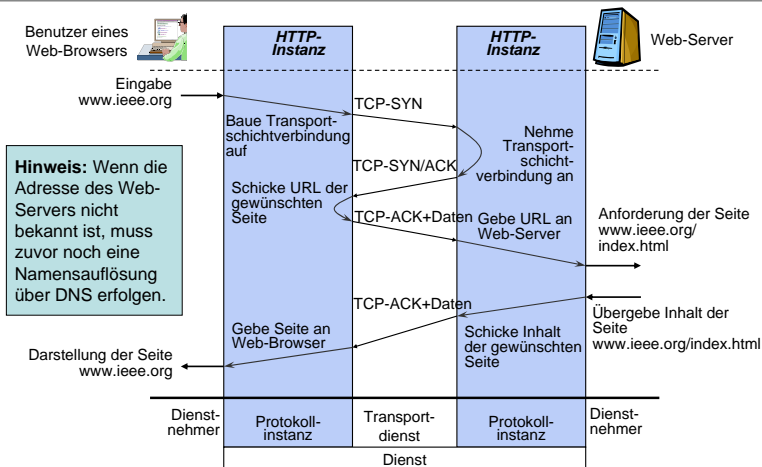 Benutzer eines
Web-Browsers
HTTP-
Instanz
HTTP-
Instanz
Web-Server
Eingabe
www.ieee.org
TCP-SYN
Baue Transport-
schichtverbindung
auf
Nehme
Transport-
schicht-
verbindung an
TCP-SYN/ACK
Hinweis: Wenn die
Adresse des Web-
Servers nicht
bekannt ist, muss
zuvor noch eine
Namensauflösung
über DNS erfolgen.
Schicke URL der
gewünschten
Seite
TCP-ACK+Daten
Gebe URL an
Web-Server
Anforderung der Seite
www.ieee.org/
index.html
TCP-ACK+Daten
Übergebe Inhalt der
Seite
www.ieee.org/index.html
Schicke Inhalt
der gewünschten
Seite
Gebe Seite an
Web-Browser
Darstellung der Seite
www.ieee.org
Dienst-
nehmer
Protokoll-
instanz
Transport-
dienst
Protokoll-
instanz
Dienst-
nehmer
Dienst